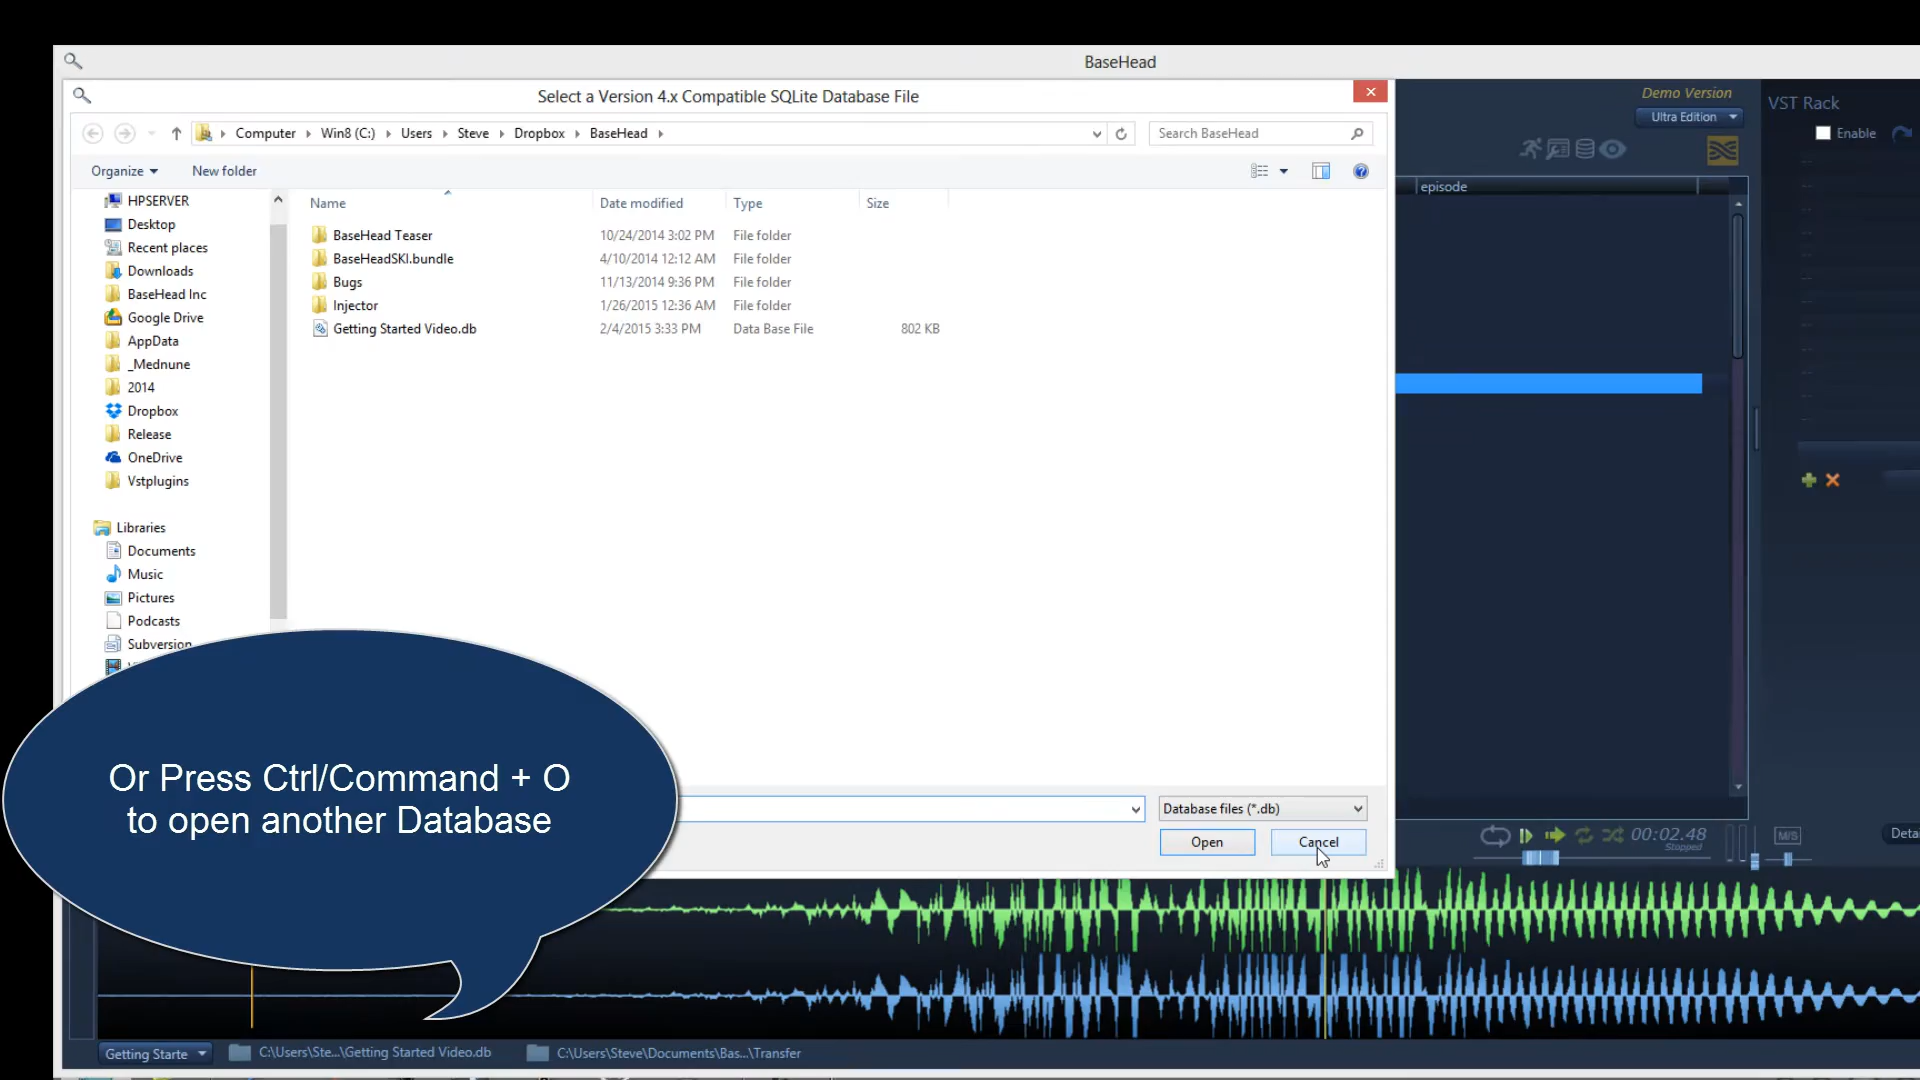 BaseHead
Select a Version 4.x Compatible SQLite Database File
Computer Win8 (C:) Users Steve Dropbox BaseHead
Search BaseHead
Organize New folder
Name Date modified Type Size
BaseHead Teaser 10/24/2014 3:02 PM File folder
BaseHeadSKI.bundle 4/10/2014 12:12 AM File folder
Bugs 11/13/2014 9:36 PM File folder
Injector 1/26/2015 12:36 AM File folder
Getting Started Video.db 2/4/2015 3:33 PM Data Base File 802 KB
HPSERVER
Desktop
Recent places
Downloads
BaseHead Inc
Google Drive
AppData
_Mednune
2014
Dropbox
Release
OneDrive
Vstplugins
Libraries
Documents
Music
Pictures
Podcasts
Subversion
Database files (*.db)
Open Cancel
Or Press Ctrl/Command + O
to open another Database
Demo Version
Ultra Edition
VST Rack
Enable
episode
00:02.48
Stopped
M/S
Detai
Getting Starte C:\Users\Ste...\Getting Started Video.db C:\Users\Steve\Documents\Bas...\Transfer